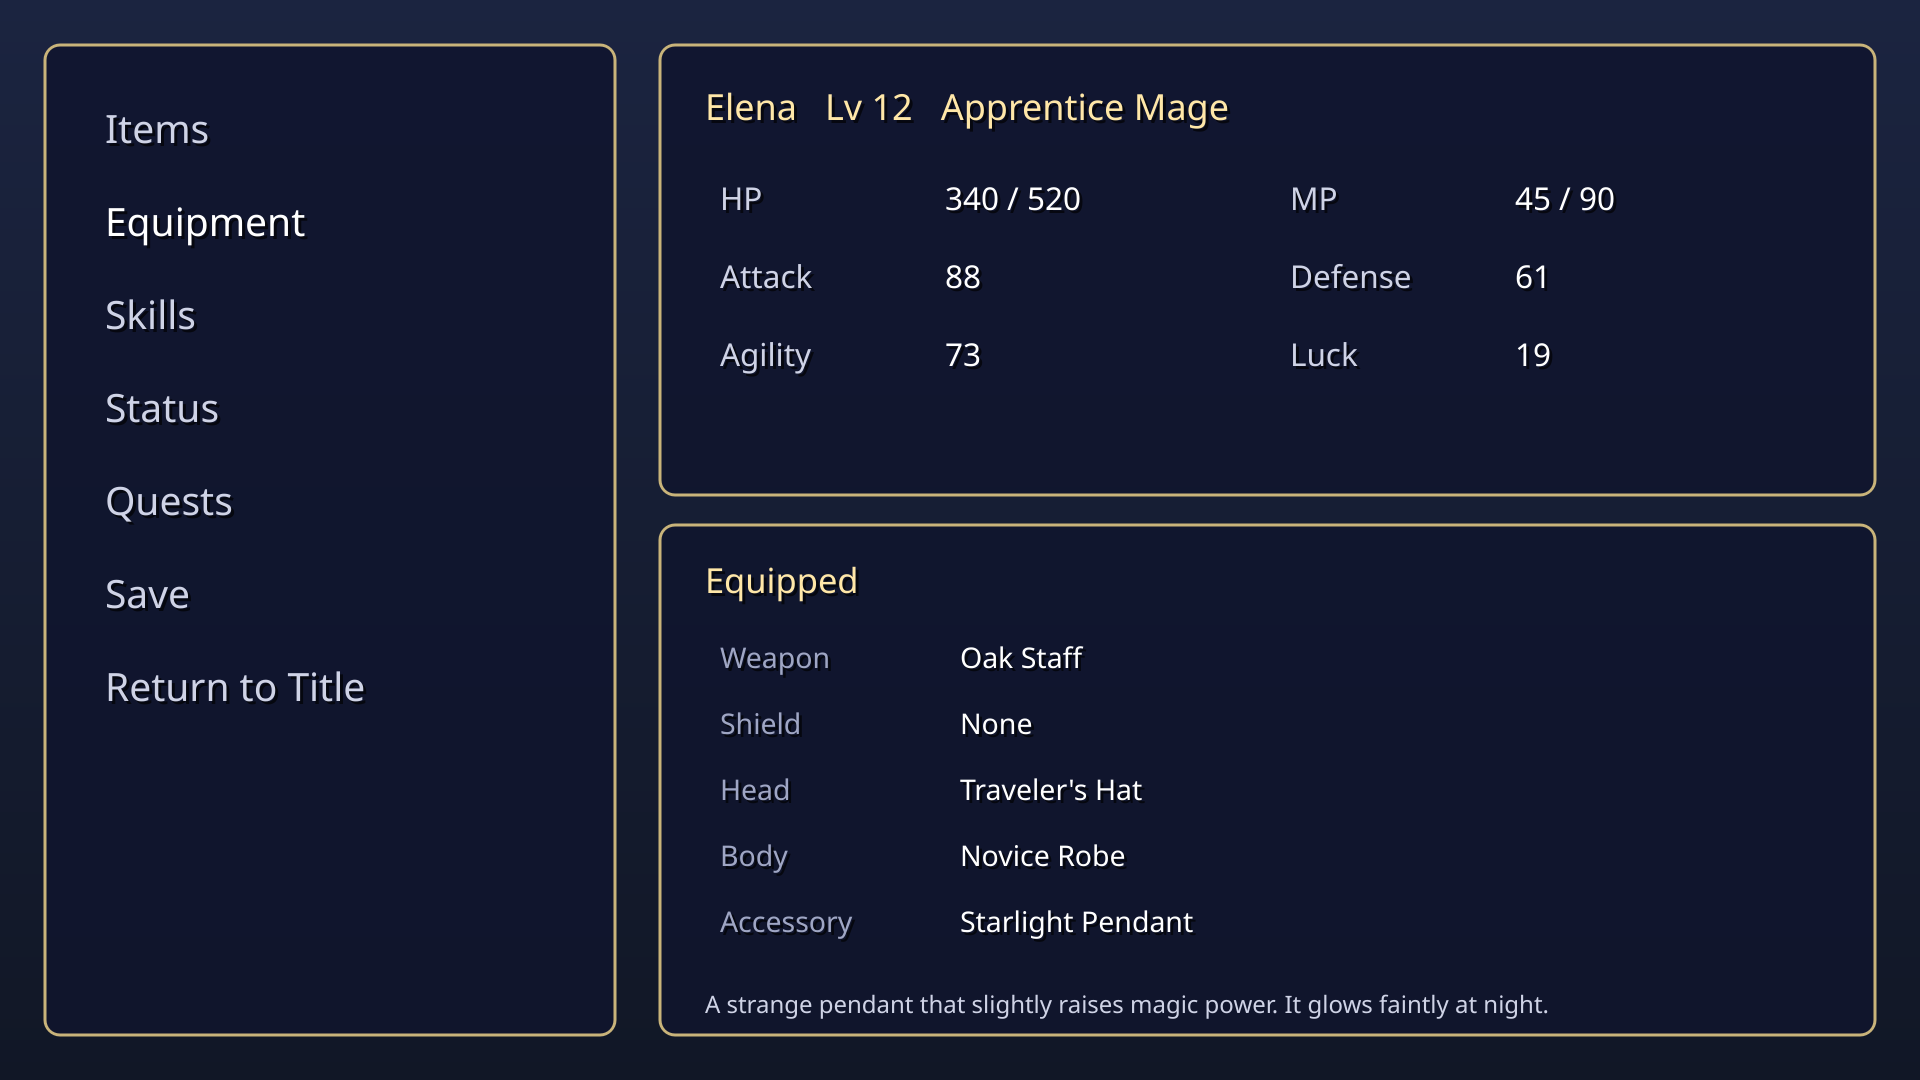 Items
Equipment
Skills
Status
Quests
Save
Return to Title
Elena Lv 12 Apprentice Mage
HP 340 / 520 MP 45 / 90
Attack 88 Defense 61
Agility 73 Luck 19
Equipped
Weapon Oak Staff
Shield None
Head Traveler's Hat
Body Novice Robe
Accessory Starlight Pendant
A strange pendant that slightly raises magic power. It glows faintly at night.